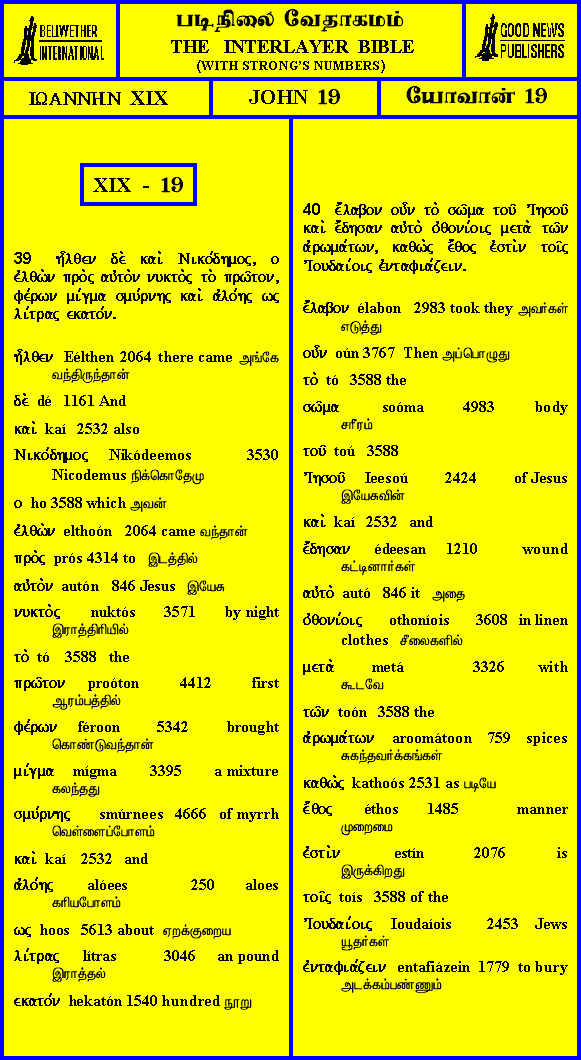 BELLWETHER
INTERNATIONAL
படிநிலை வேதாகமம்
THE INTERLAYER BIBLE
(WITH STRONG'S NUMBERS)
GOOD NEWS
PUBLISHERS
ΙΩΑΝΝΗΝ XIX
JOHN 19
யோவான் 19
XIX - 19
39 ἦλθεν δὲ καὶ Νικόδημος, ο
ἐλθὼν πρὸς αὐτὸν νυκτὸς τὸ πρῶτον,
φέρων μίγμα σμύρνης καὶ ἀλόης ως
λίτρας εκατόν.
ἦλθεν Eélthen 2064 there came அங்கே
வந்திருந்தான்
δὲ dé 1161 And
καὶ kaí 2532 also
Νικόδημος Nikódeemos 3530
Nicodemus நிக்கொதேமு
ο ho 3588 which அவன்
ἐλθὼν elthoón 2064 came வந்தான்
πρὸς prós 4314 to இடத்தில்
αὐτὸν autón 846 Jesus இயேசு
νυκτὸς nuktós 3571 by night
இராத்திரியில்
τὸ tó 3588 the
πρῶτον proóton 4412 first
ஆரம்பத்தில்
φέρων féroon 5342 brought
கொண்டுவந்தான்
μίγμα mígma 3395 a mixture
கலந்தது
σμύρνης smúrnees 4666 of myrrh
வெள்ளைப்போளம்
καὶ kaí 2532 and
ἀλόης alóees 250 aloes
கரியபோளம்
ως hoos 5613 about ஏறக்குறைய
λίτρας lítras 3046 an pound
இராத்தல்
εκατόν hekatón 1540 hundred நூறு
40 ἔλαβον οὖν τὸ σῶμα τοῦ Ἰησοῦ
καὶ ἔδησαν αὐτὸ ὀθονίοις μετὰ τῶν
ἀρωμάτων, καθὼς ἔθος ἐστὶν τοῖς
Ἰουδαίοις ἐνταφιάζειν.
ἔλαβον élabon 2983 took they அவர்கள்
எடுத்து
οὖν oún 3767 Then அப்பொழுது
τὸ tó 3588 the
σῶμα soóma 4983 body
சரீரம்
τοῦ toú 3588
Ἰησοῦ Ieesoú 2424 of Jesus
இயேசுவின்
καὶ kaí 2532 and
ἔδησαν édeesan 1210 wound
கட்டினார்கள்
αὐτὸ autó 846 it அதை
ὀθονίοις othoníois 3608 in linen
clothes சீலைகளில்
μετὰ metá 3326 with
கூடவே
τῶν toón 3588 the
ἀρωμάτων aroomátoon 759 spices
சுகந்தவர்க்கங்கள்
καθὼς kathoós 2531 as படியே
ἔθος éthos 1485 manner
முறைமை
ἐστὶν estín 2076 is
இருக்கிறது
τοῖς toís 3588 of the
Ἰουδαίοις Ioudaíois 2453 Jews
யூதர்கள்
ἐνταφιάζειν entafiázein 1779 to bury
அடக்கம்பண்ணும்